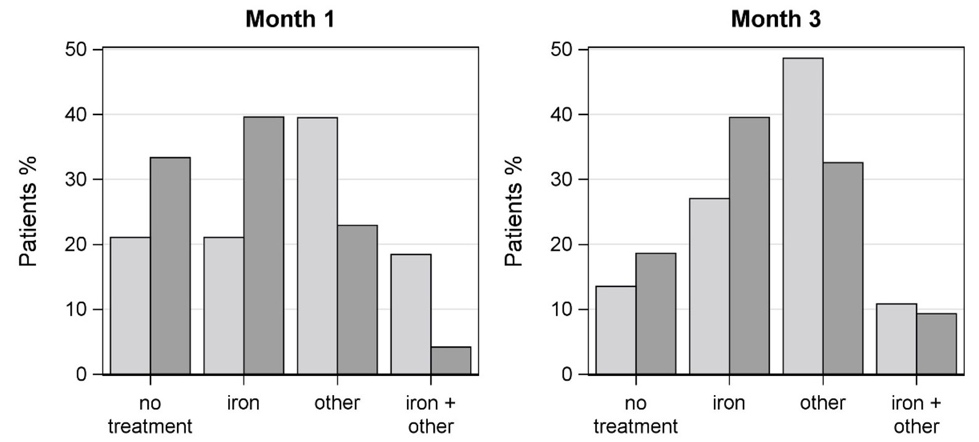 Month 1
Patients %
50
40
30
20
10
0
no
treatment
iron
other
iron +
other
Month 3
Patients %
50
40
30
20
10
0
no
treatment
iron
other
iron +
other